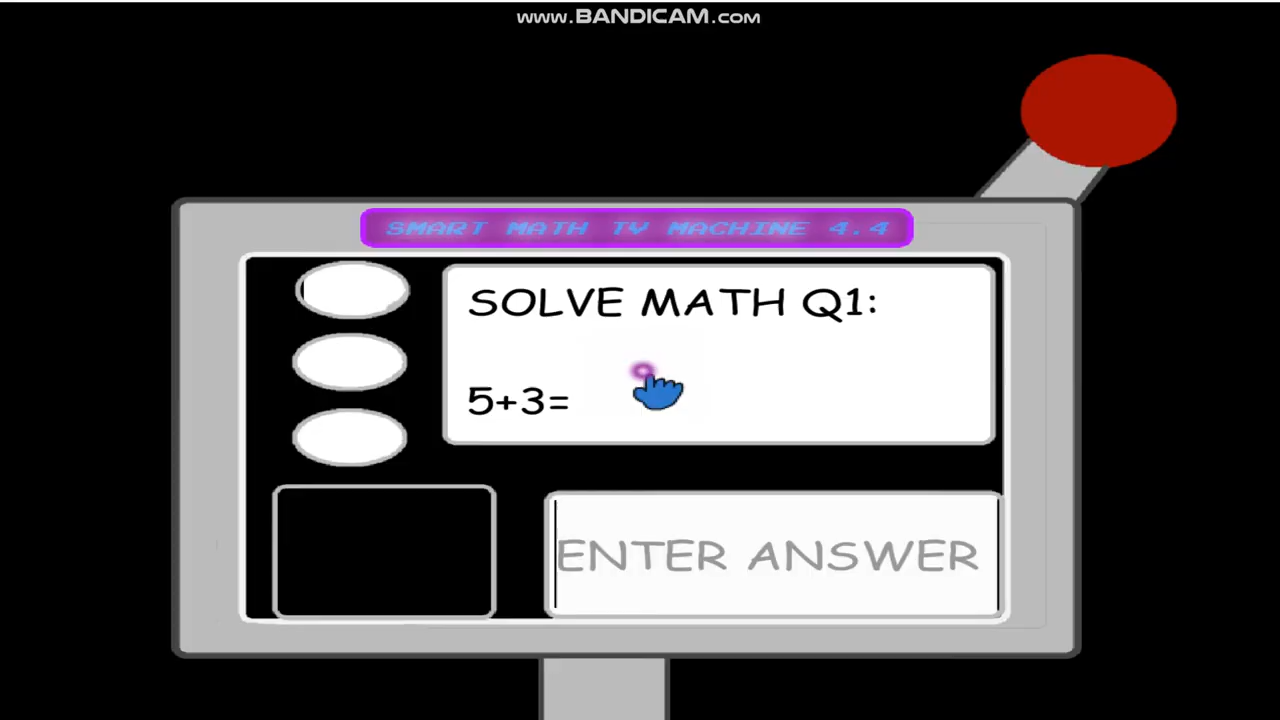 www.BANDICAM.com
SMART MATH TV MACHINE 4.4
SOLVE MATH Q1:
5+3=
ENTER ANSWER